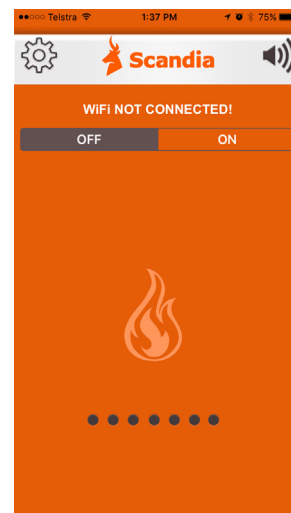 Telstra 1:37 PM 75%
Scandia
WiFi NOT CONNECTED!
OFF ON